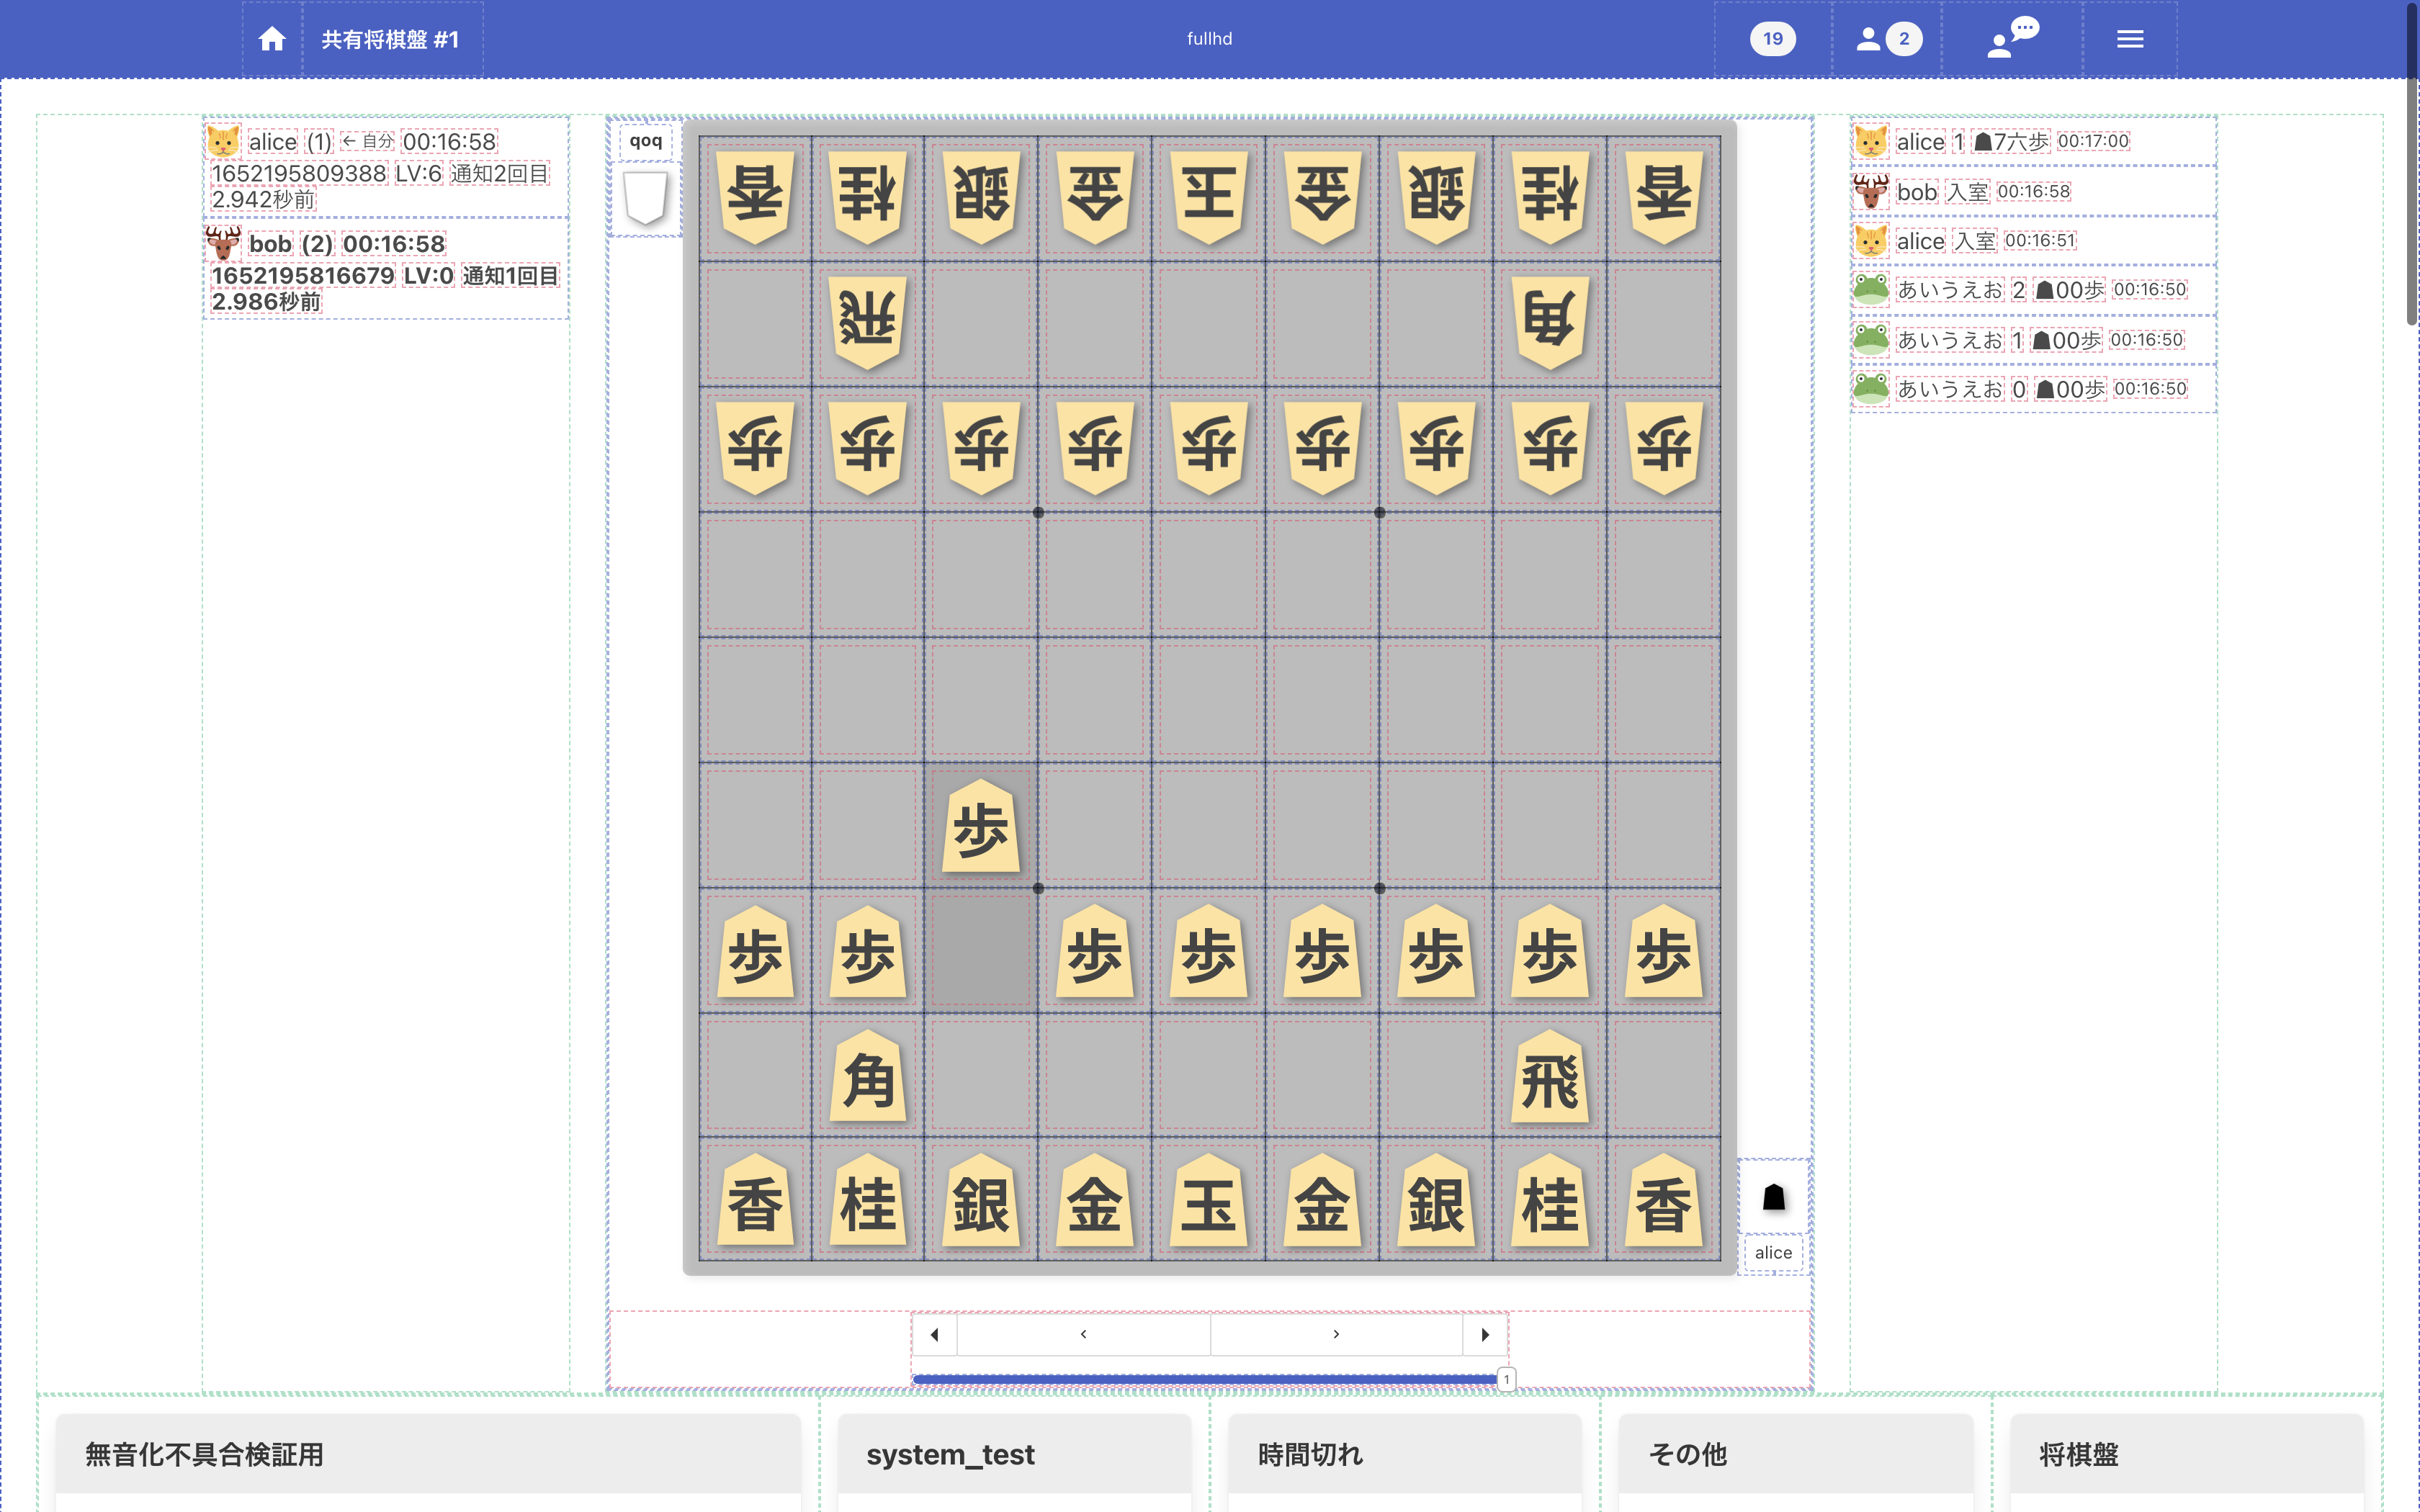 共有将棋盤 #1
fullhd
19
2
alice (1) ← 自分 00:16:58
1652195809388 LV:6 通知2回目
2.942秒前
bob (2) 00:16:58
1652195816679 LV:0 通知1回目
2.986秒前
bob
香 桂 銀 金 玉 金 銀 桂 香
飛 角
歩 歩 歩 歩 歩 歩 歩 歩 歩
歩
歩 歩 歩 歩 歩 歩 歩 歩
角 飛
香 桂 銀 金 玉 金 銀 桂 香
alice
1
alice 1 ☗7六歩 00:17:00
bob 入室 00:16:58
alice 入室 00:16:51
あいうえお 2 ☗00歩 00:16:50
あいうえお 1 ☗00歩 00:16:50
あいうえお 0 ☗00歩 00:16:50
無音化不具合検証用
system_test
時間切れ
その他
将棋盤